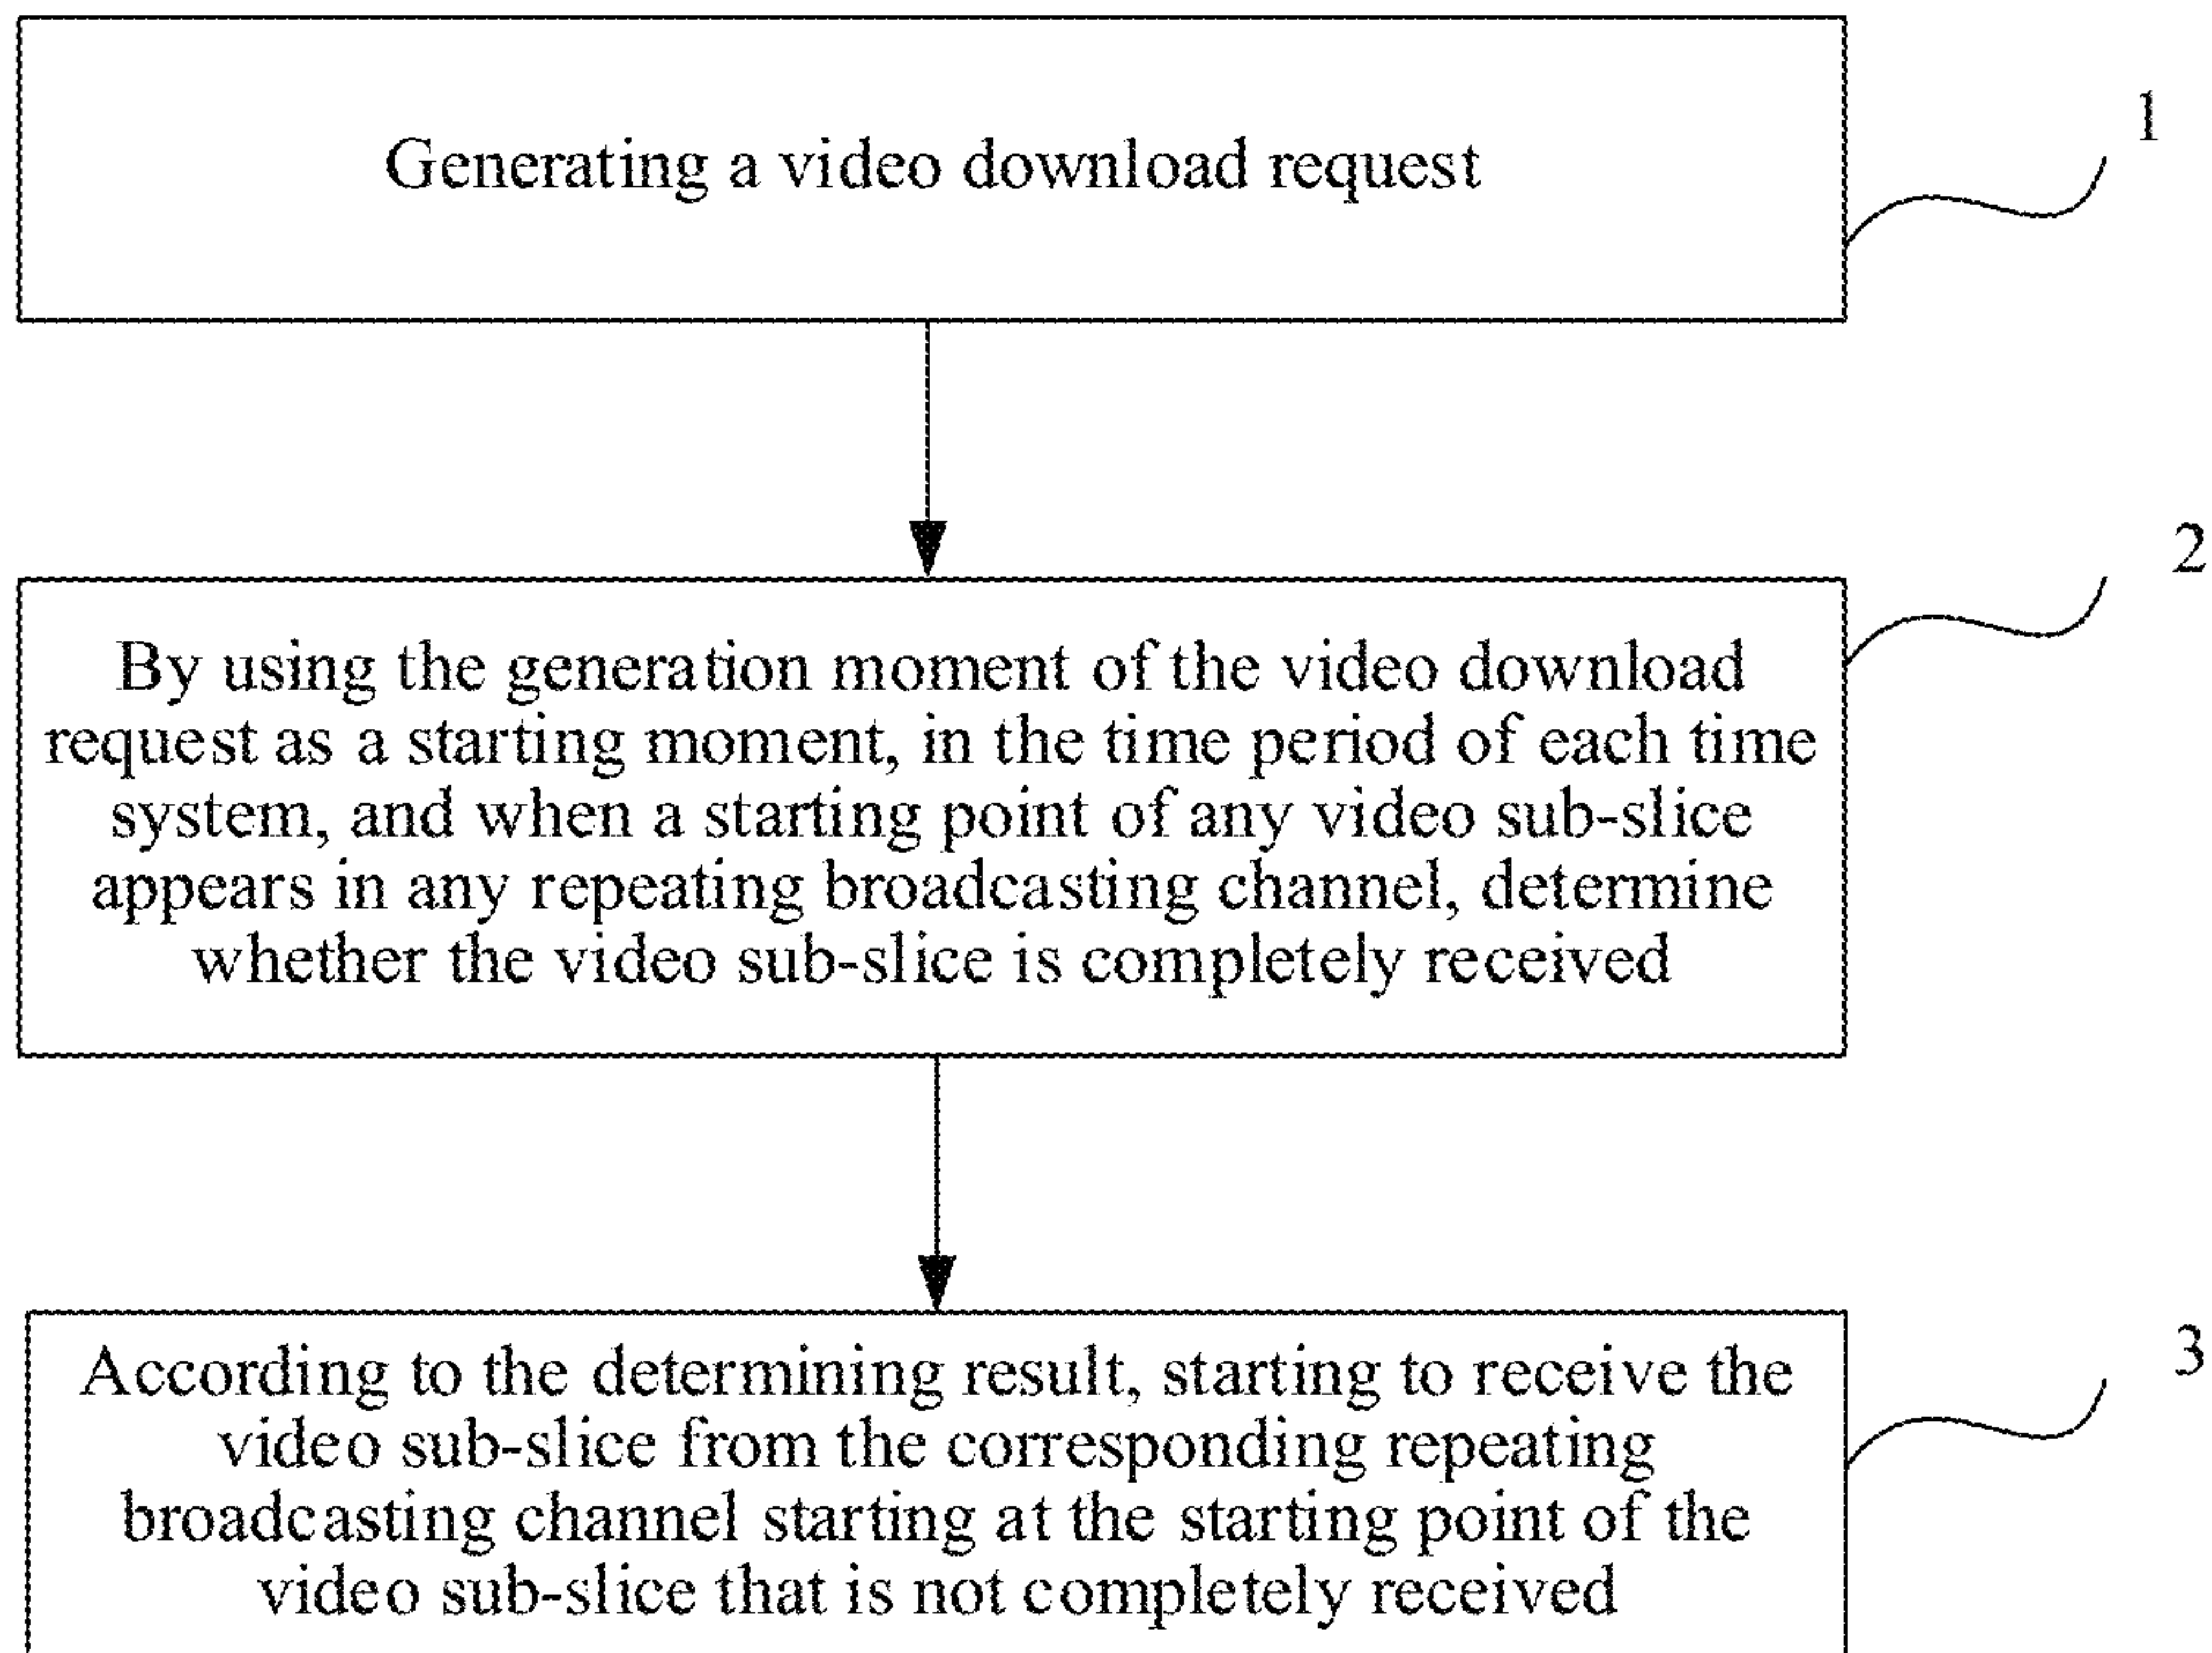 Generating a video download request
1
By using the generation moment of the video download
request as a starting moment, in the time period of each time
system, and when a starting point of any video sub-slice
appears in any repeating broadcasting channel, determine
whether the video sub-slice is completely received
2
According to the determining result, starting to receive the
video sub-slice from the corresponding repeating
broadcasting channel starting at the starting point of the
video sub-slice that is not completely received
3